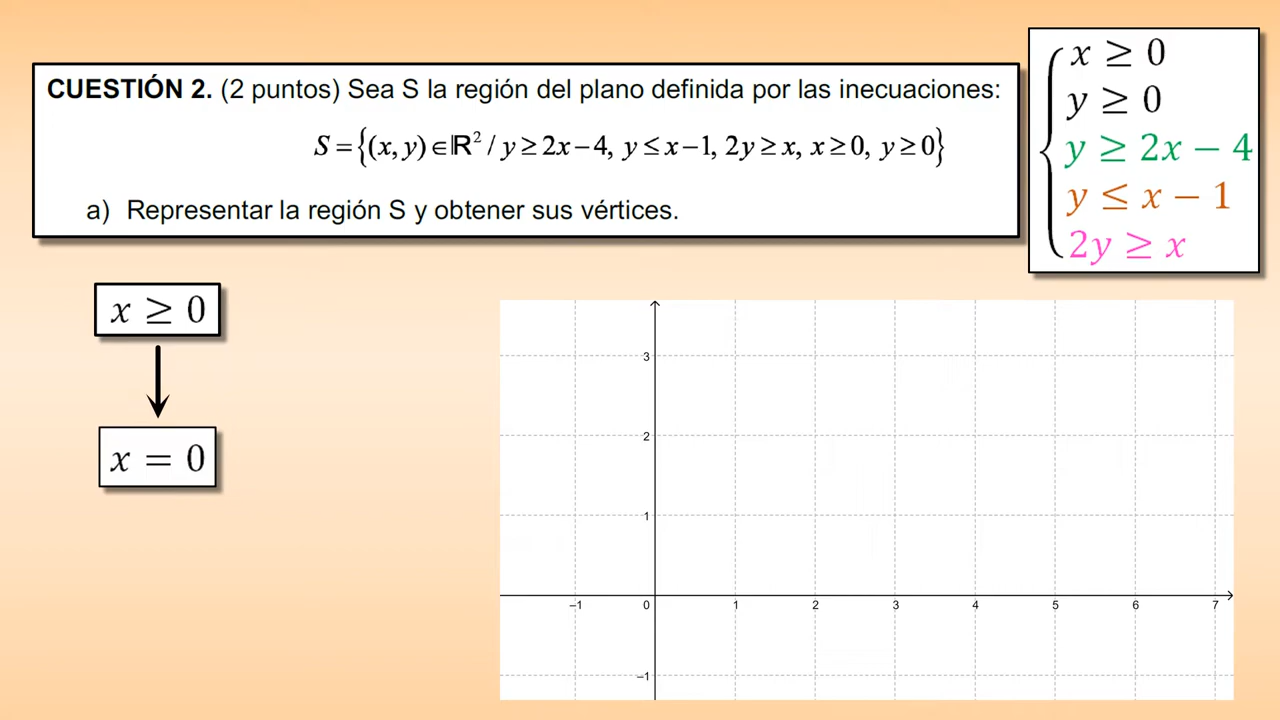 CUESTIÓN 2. (2 puntos) Sea S la región del plano definida por las inecuaciones:
S = {(x, y) ∈ ℝ² / y ≥ 2x − 4, y ≤ x − 1, 2y ≥ x, x ≥ 0, y ≥ 0}
a) Representar la región S y obtener sus vértices.
x ≥ 0
y ≥ 0
y ≥ 2x − 4
y ≤ x − 1
2y ≥ x
x ≥ 0
x = 0
3
2
1
−1 0 1 2 3 4 5 6 7
−1